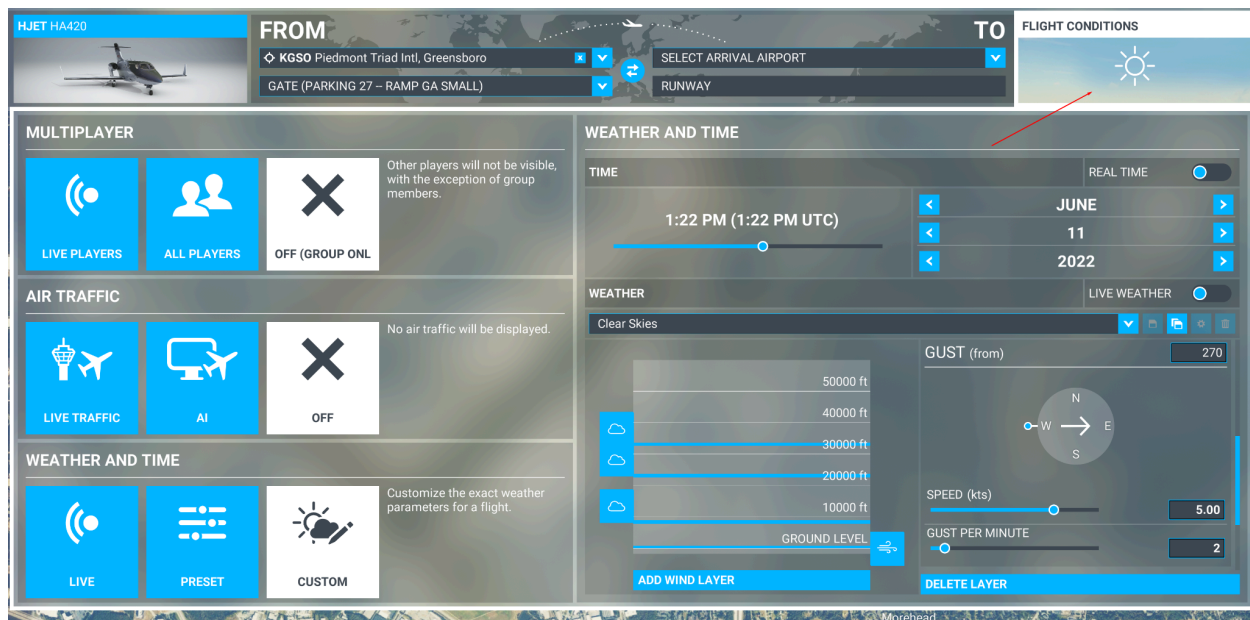 HJET HA420
FROM
KGSO Piedmont Triad Intl, Greensboro
x
GATE (PARKING 27 -- RAMP GA SMALL)
TO
SELECT ARRIVAL AIRPORT
RUNWAY
FLIGHT CONDITIONS
MULTIPLAYER
LIVE PLAYERS
ALL PLAYERS
OFF (GROUP ONL
Other players will not be visible,
with the exception of group
members.
AIR TRAFFIC
LIVE TRAFFIC
AI
OFF
No air traffic will be displayed.
WEATHER AND TIME
LIVE
PRESET
CUSTOM
Customize the exact weather
parameters for a flight.
WEATHER AND TIME
TIME
REAL TIME
1:22 PM (1:22 PM UTC)
JUNE
11
2022
WEATHER
LIVE WEATHER
Clear Skies
50000 ft
40000 ft
30000 ft
20000 ft
10000 ft
GROUND LEVEL
ADD WIND LAYER
GUST (from)
270
N
W
E
S
SPEED (kts)
5.00
GUST PER MINUTE
2
DELETE LAYER
Morehead